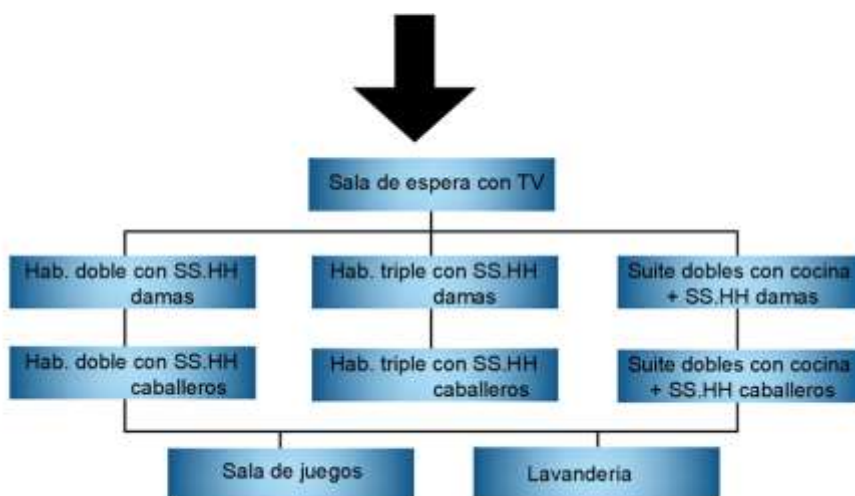 Sala de espera con TV
Hab. doble con SS.HH
damas
Hab. triple con SS.HH
damas
Suite dobles con cocina
+ SS.HH damas
Hab. doble con SS.HH
caballeros
Hab. triple con SS.HH
caballeros
Suite dobles con cocina
+ SS.HH caballeros
Sala de juegos
Lavanderia